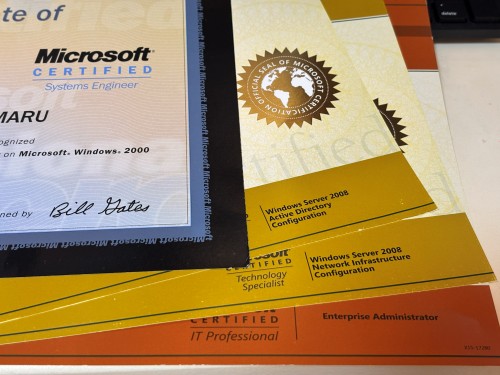 te of
Microsoft
CERTIFIED
Systems Engineer
MARU
cognized
on Microsoft® Windows® 2000
ned by Bill Gates
OFFICIAL SEAL OF MICROSOFT CERTIFICATION
Windows Server 2008
Active Directory
Configuration
CERTIFIED
Technology
Specialist
Windows Server 2008
Network Infrastructure
Configuration
CERTIFIED
IT Professional
Enterprise Administrator